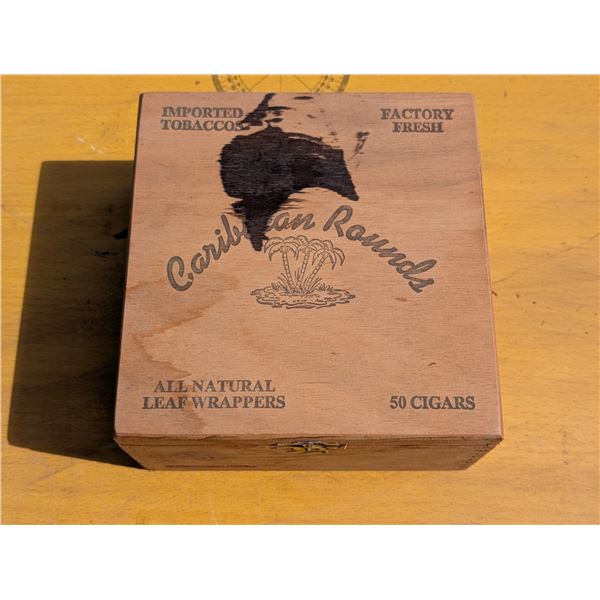 IMPORTED
TOBACCOS
FACTORY
FRESH
Caribbean Rounds
ALL NATURAL
LEAF WRAPPERS
50 CIGARS